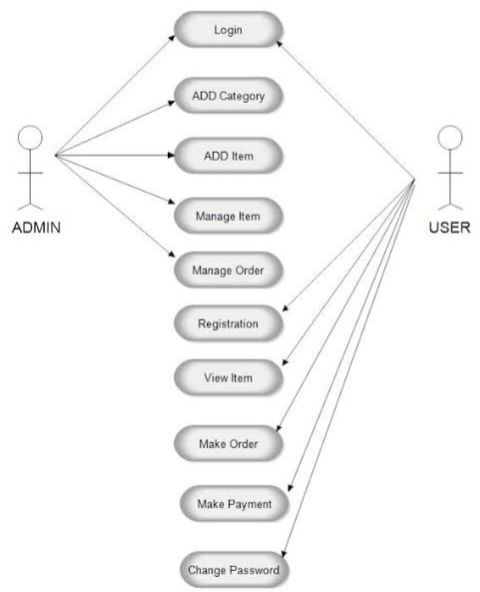 Login
ADD Category
ADD Item
ADMIN
USER
Manage Item
Manage Order
Registration
View Item
Make Order
Make Payment
Change Password